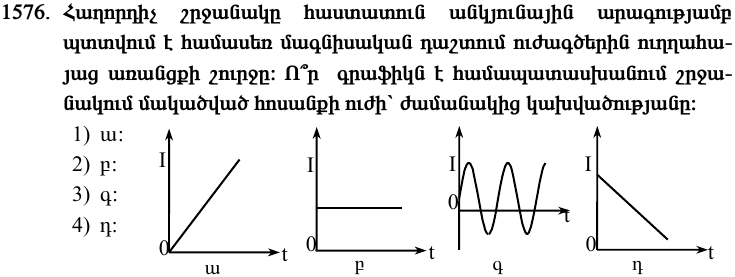 1576. Հաղորդիչ շրջանակը հաստատուն անկյունային արագությամբ
պտտվում է համասեռ մագնիսական դաշտում ուժագծերին ուղղահա-
յաց առանցքի շուրջը: Ո՞ր գրաֆիկն է համապատասխանում շրջա-
նակում մակածված հոսանքի ուժի՝ ժամանակից կախվածությանը:
1) ա:
2) բ:
3) գ:
4) դ:
I I I I
0 t 0 t 0 t 0 t
ա բ գ դ